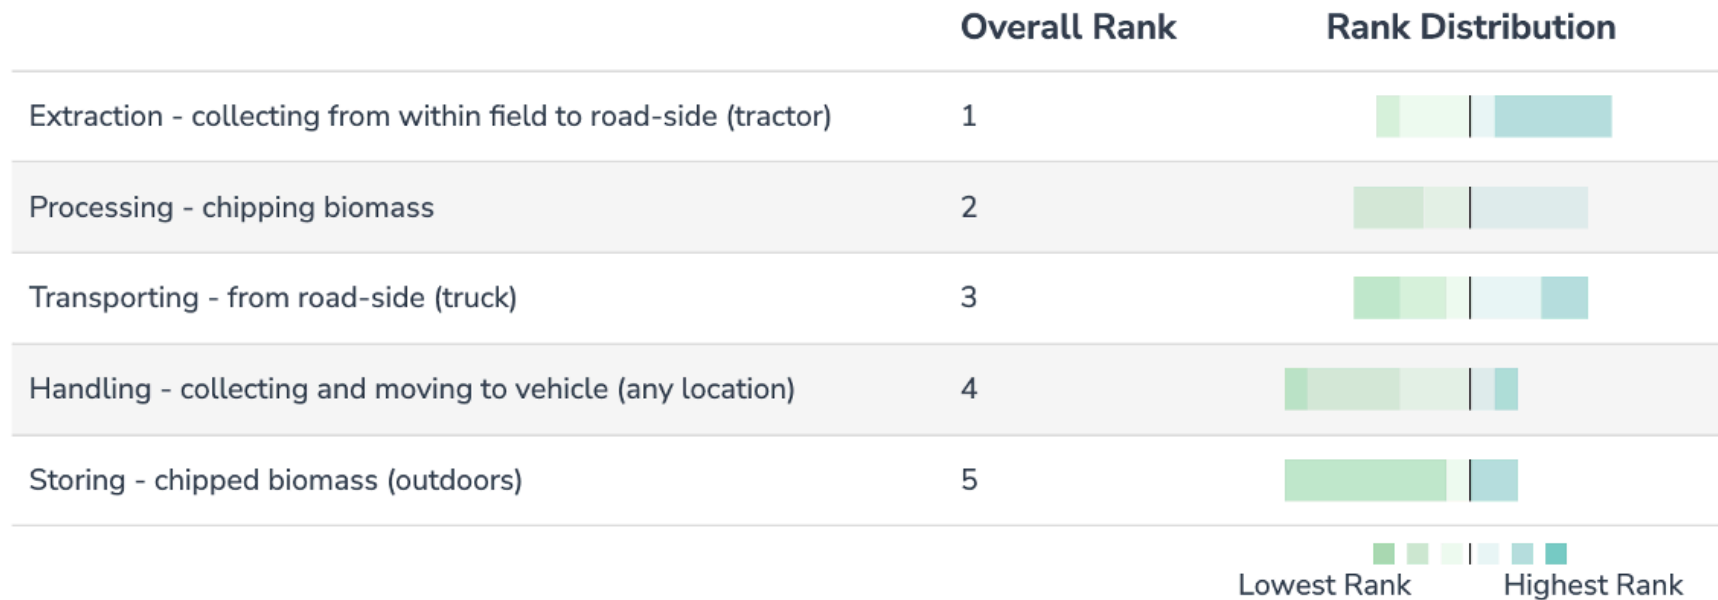 Overall Rank Rank Distribution
Extraction - collecting from within field to road-side (tractor) 1
Processing - chipping biomass 2
Transporting - from road-side (truck) 3
Handling - collecting and moving to vehicle (any location) 4
Storing - chipped biomass (outdoors) 5
Lowest Rank Highest Rank